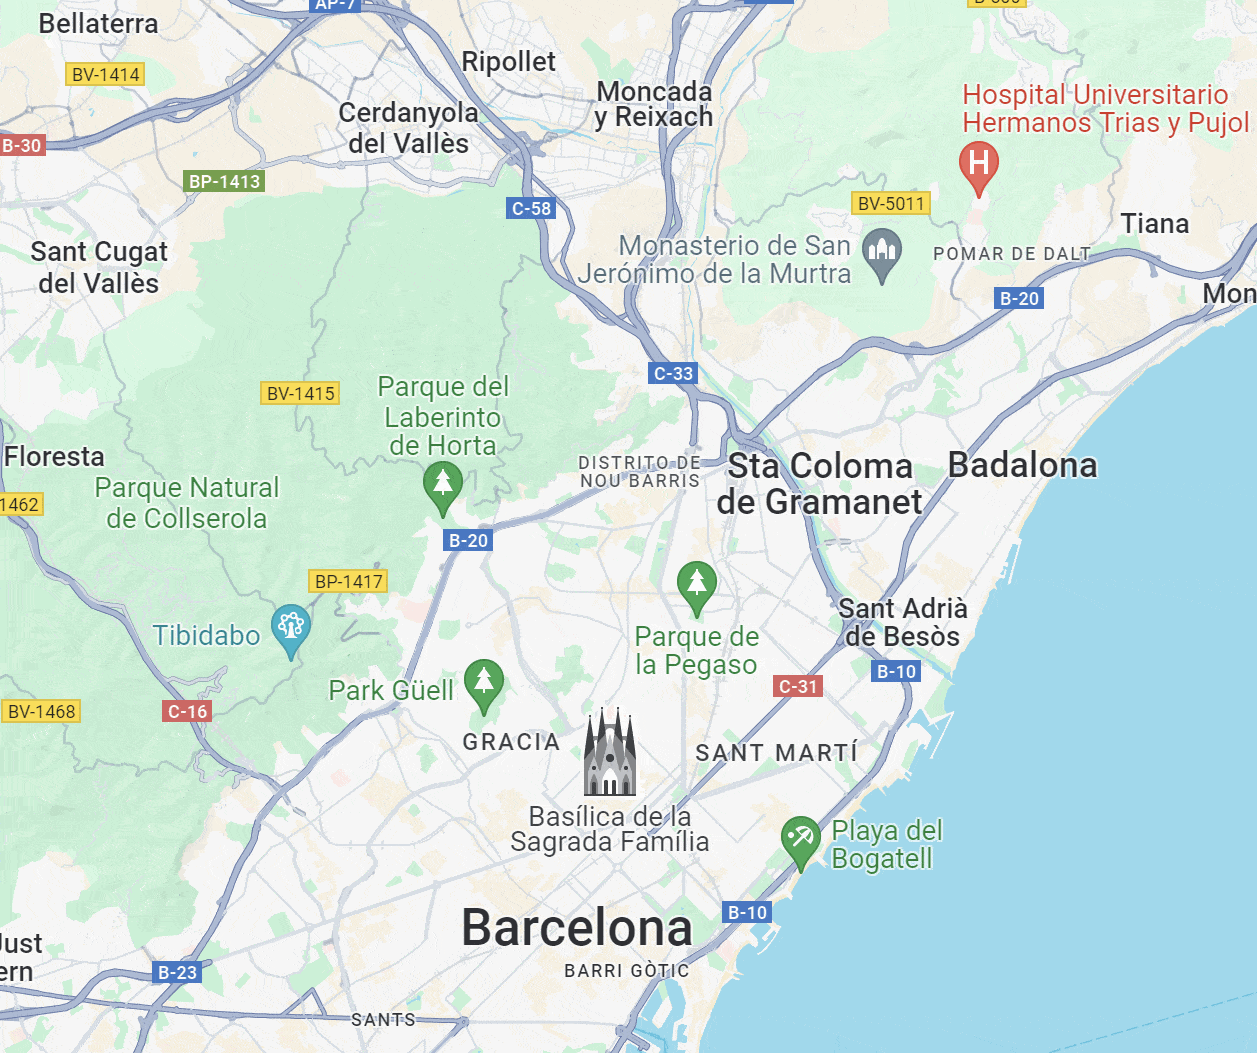 AP-7
Bellaterra
BV-1414
Ripollet
Moncada
y Reixach
Hospital Universitario
Hermanos Trias y Pujol
H
Cerdanyola
del Vallès
B-30
BP-1413
C-58
BV-5011
Tiana
Sant Cugat
del Vallès
Monasterio de San
Jerónimo de la Murtra
POMAR DE DALT
B-20
Mon
C-33
BV-1415
Parque del
Laberinto
de Horta
Floresta
DISTRITO DE
NOU BARRIS
Sta Coloma
de Gramanet
Badalona
Parque Natural
de Collserola
1462
B-20
BP-1417
Sant Adrià
de Besòs
Tibidabo
Parque de
la Pegaso
B-10
C-31
Park Güell
BV-1468
C-16
GRACIA
SANT MARTÍ
Basílica de la
Sagrada Família
Playa del
Bogatell
B-10
Barcelona
Just
ern
B-23
BARRI GÒTIC
SANTS